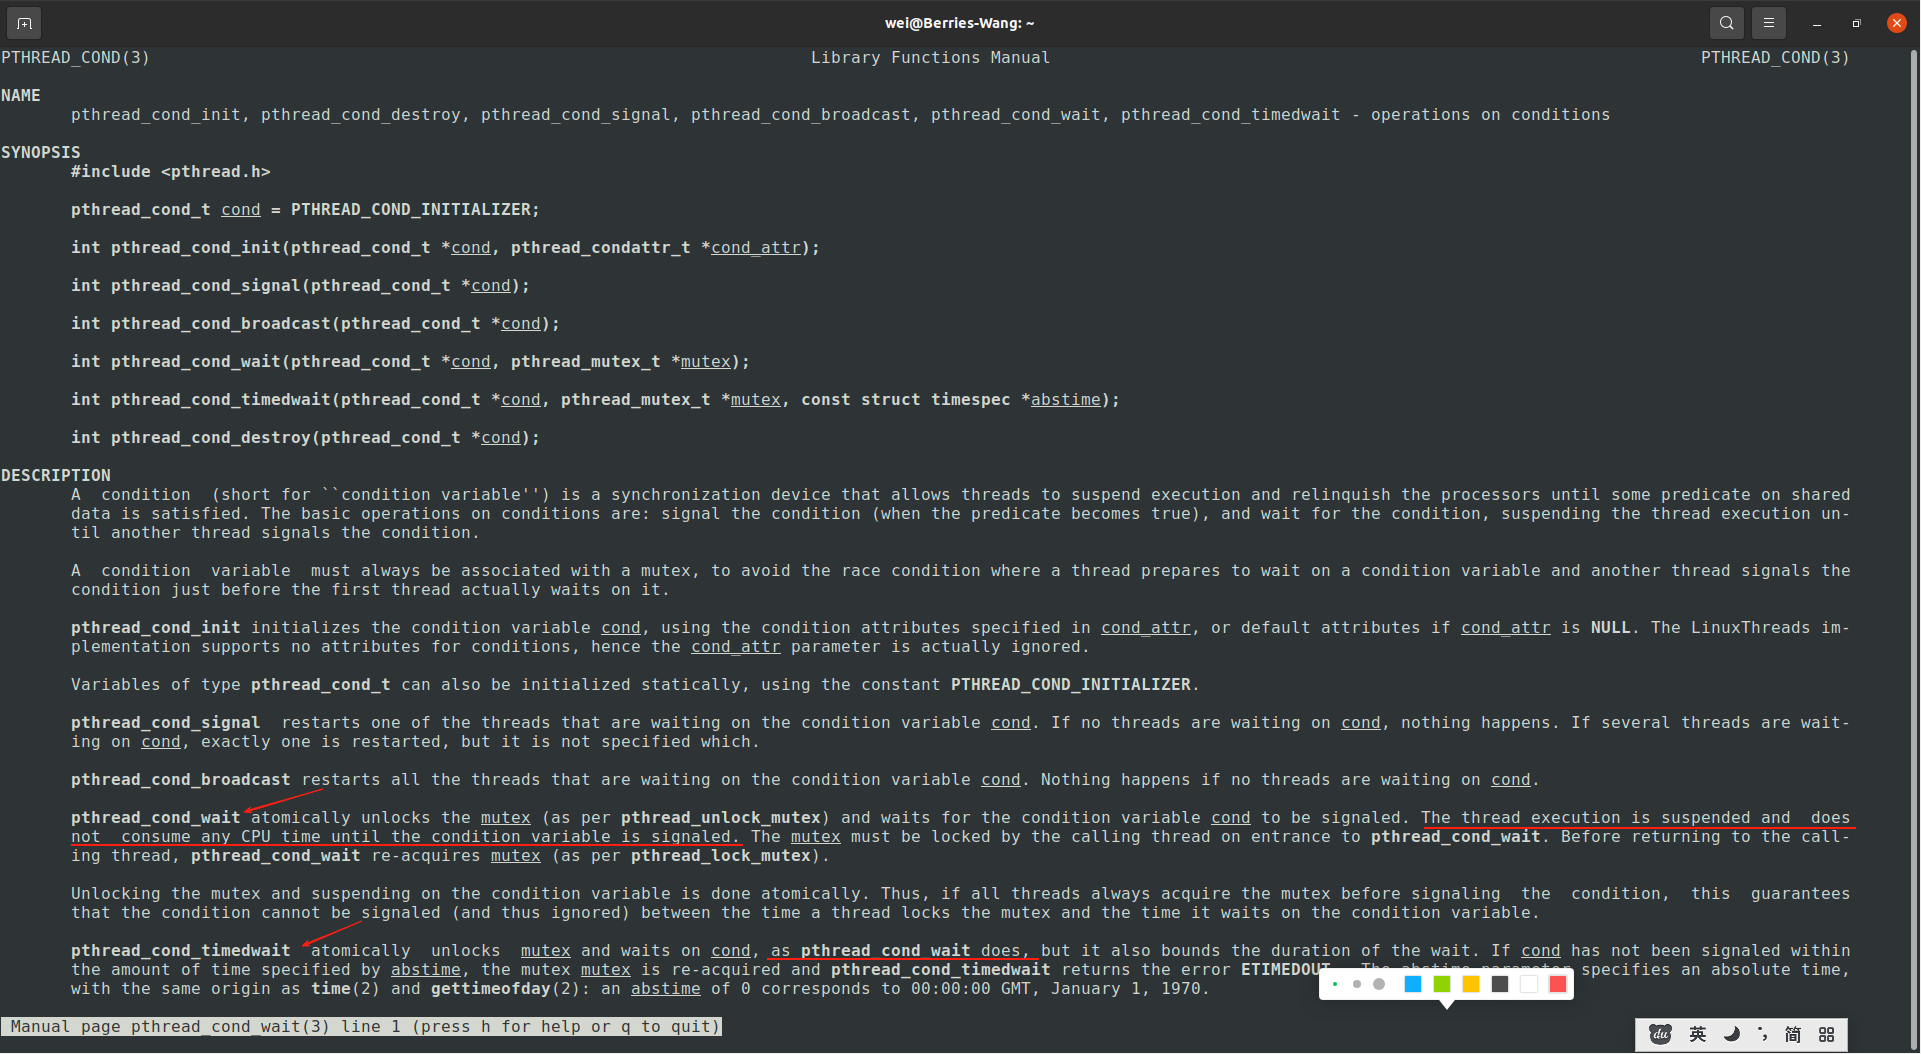 wei@Berries-Wang: ~
PTHREAD_COND(3) Library Functions Manual PTHREAD_COND(3)
NAME
pthread_cond_init, pthread_cond_destroy, pthread_cond_signal, pthread_cond_broadcast, pthread_cond_wait, pthread_cond_timedwait - operations on conditions
SYNOPSIS
#include <pthread.h>
pthread_cond_t cond = PTHREAD_COND_INITIALIZER;
int pthread_cond_init(pthread_cond_t *cond, pthread_condattr_t *cond_attr);
int pthread_cond_signal(pthread_cond_t *cond);
int pthread_cond_broadcast(pthread_cond_t *cond);
int pthread_cond_wait(pthread_cond_t *cond, pthread_mutex_t *mutex);
int pthread_cond_timedwait(pthread_cond_t *cond, pthread_mutex_t *mutex, const struct timespec *abstime);
int pthread_cond_destroy(pthread_cond_t *cond);
DESCRIPTION
A condition (short for ``condition variable'') is a synchronization device that allows threads to suspend execution and relinquish the processors until some predicate on shared
data is satisfied. The basic operations on conditions are: signal the condition (when the predicate becomes true), and wait for the condition, suspending the thread execution un-
til another thread signals the condition.
A condition variable must always be associated with a mutex, to avoid the race condition where a thread prepares to wait on a condition variable and another thread signals the
condition just before the first thread actually waits on it.
pthread_cond_init initializes the condition variable cond, using the condition attributes specified in cond_attr, or default attributes if cond_attr is NULL. The LinuxThreads im-
plementation supports no attributes for conditions, hence the cond_attr parameter is actually ignored.
Variables of type pthread_cond_t can also be initialized statically, using the constant PTHREAD_COND_INITIALIZER.
pthread_cond_signal restarts one of the threads that are waiting on the condition variable cond. If no threads are waiting on cond, nothing happens. If several threads are wait-
ing on cond, exactly one is restarted, but it is not specified which.
pthread_cond_broadcast restarts all the threads that are waiting on the condition variable cond. Nothing happens if no threads are waiting on cond.
pthread_cond_wait atomically unlocks the mutex (as per pthread_unlock_mutex) and waits for the condition variable cond to be signaled. The thread execution is suspended and does
not consume any CPU time until the condition variable is signaled. The mutex must be locked by the calling thread on entrance to pthread_cond_wait. Before returning to the call-
ing thread, pthread_cond_wait re-acquires mutex (as per pthread_lock_mutex).
Unlocking the mutex and suspending on the condition variable is done atomically. Thus, if all threads always acquire the mutex before signaling the condition, this guarantees
that the condition cannot be signaled (and thus ignored) between the time a thread locks the mutex and the time it waits on the condition variable.
pthread_cond_timedwait atomically unlocks mutex and waits on cond, as pthread_cond_wait does, but it also bounds the duration of the wait. If cond has not been signaled within
the amount of time specified by abstime, the mutex mutex is re-acquired and pthread_cond_timedwait returns the error ETIMEDOUT. The abstime parameter specifies an absolute time,
with the same origin as time(2) and gettimeofday(2): an abstime of 0 corresponds to 00:00:00 GMT, January 1, 1970.
Manual page pthread_cond_wait(3) line 1 (press h for help or q to quit)
du 英 简